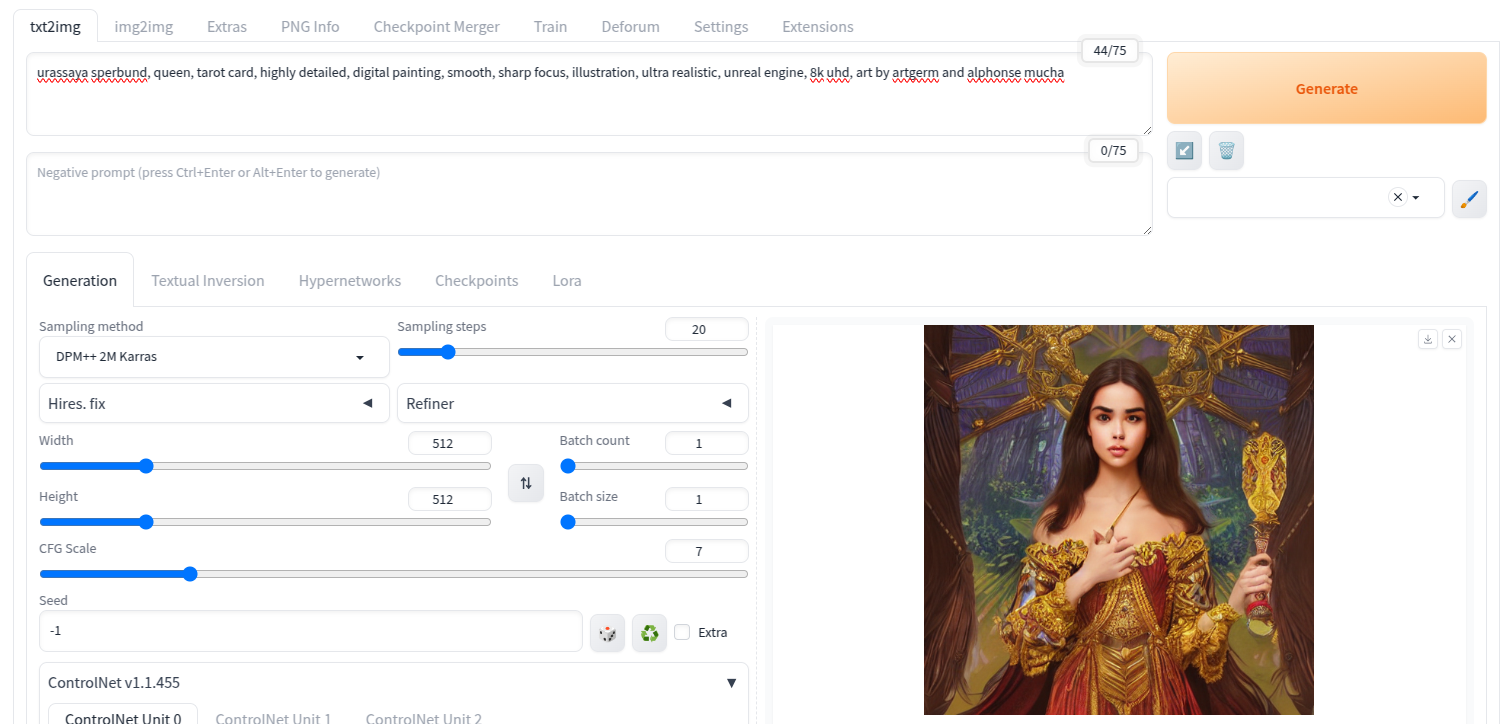 txt2img img2img Extras PNG Info Checkpoint Merger Train Deforum Settings Extensions
44/75
urassaya sperbund, queen, tarot card, highly detailed, digital painting, smooth, sharp focus, illustration, ultra realistic, unreal engine, 8k uhd, art by artgerm and alphonse mucha
Generate
0/75
Negative prompt (press Ctrl+Enter or Alt+Enter to generate)
Generation Textual Inversion Hypernetworks Checkpoints Lora
Sampling method
DPM++ 2M Karras
Sampling steps
20
Hires. fix
Refiner
Width
512
Batch count
1
Height
512
Batch size
1
CFG Scale
7
Seed
-1
Extra
ControlNet v1.1.455
ControlNet Unit 0 ControlNet Unit 1 ControlNet Unit 2